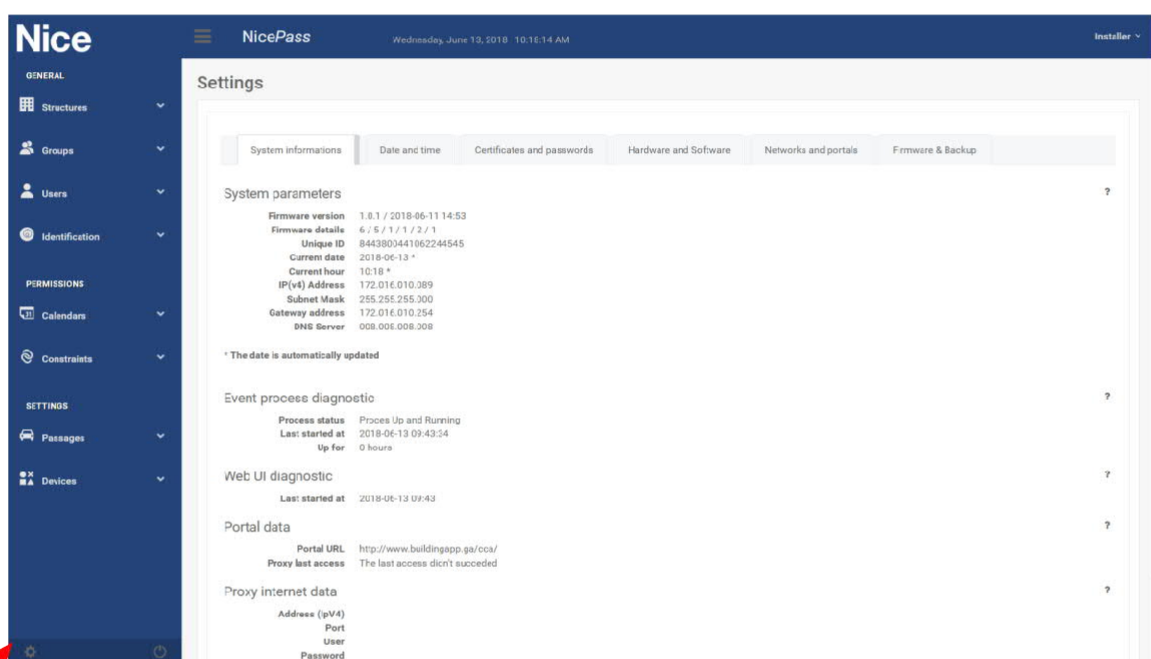 Nice
NicePass
Wednesday, June 13, 2018 10:18:14 AM
Installer
GENERAL
Structures
Groups
Users
Identification
PERMISSIONS
Calendars
Constraints
SETTINGS
Passages
Devices
Settings
System informations
Date and time
Certificates and passwords
Hardware and Software
Networks and portals
Firmware & Backup
System parameters ?
Firmware version 1.0.1 / 2018-06-11 14:53
Firmware details 6 / 5 / 1 / 1 / 2 / 1
Unique ID 8443800441062244545
Current date 2018-06-13 *
Current hour 10:18 *
IP(v4) Address 172.016.010.089
Subnet Mask 255.255.255.000
Gateway address 172.016.010.254
DNS Server 008.008.008.008
* The date is automatically updated
Event process diagnostic ?
Process status Proces Up and Running
Last started at 2018-06-13 09:43:34
Up for 0 hours
Web UI diagnostic ?
Last started at 2018-06-13 09:43
Portal data ?
Portal URL http://www.buildingapp.ga/cca/
Proxy last access The last access dicn't succeded
Proxy internet data ?
Address (ipV4)
Port
User
Password